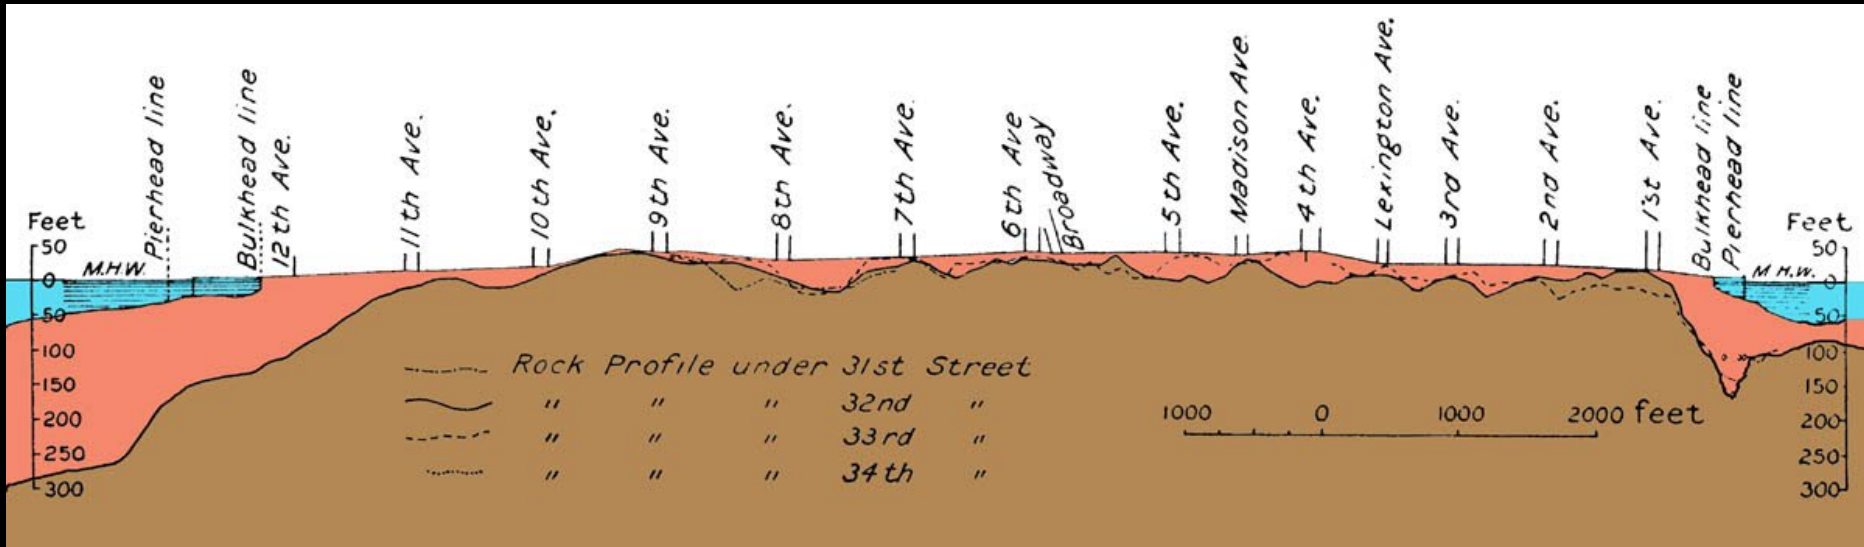 Pierhead line
Bulkhead line
12th Ave.
11th Ave.
10th Ave.
9th Ave.
8th Ave.
7th Ave.
6th Ave
Broadway
5th Ave.
Madison Ave.
4th Ave.
Lexington Ave.
3rd Ave.
2nd Ave.
1st Ave.
Bulkhead line
Pierhead line
Feet
50
0
50
100
150
200
250
300
M.H.W.
Feet
50
0
50
100
150
200
250
300
M H.W.
Rock Profile under 31st Street
" " " 32nd "
" " " 33rd "
" " " 34th "
1000 0 1000 2000 feet